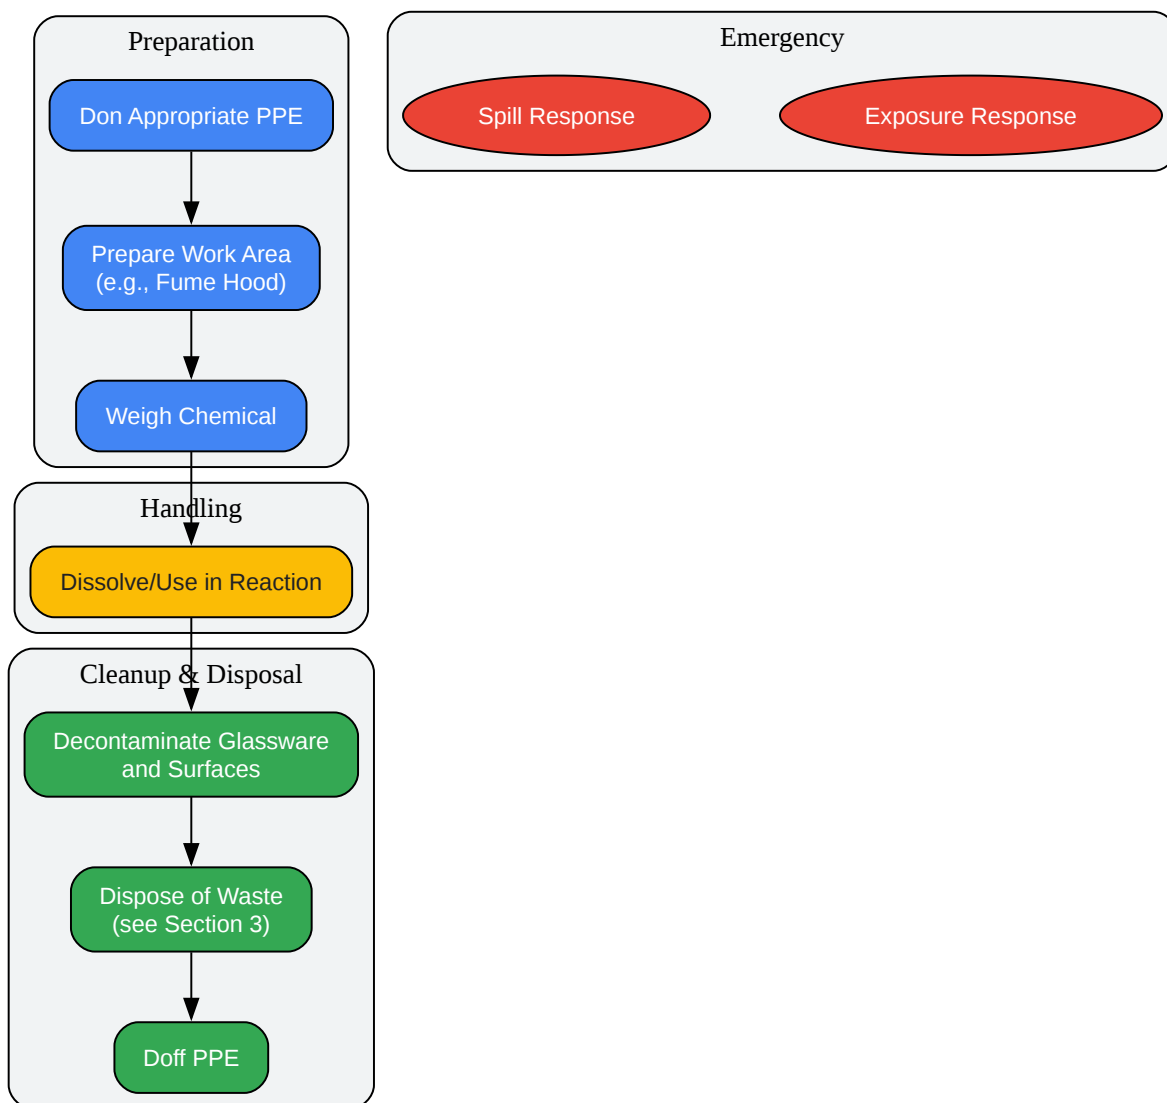 Preparation
Don Appropriate PPE
Prepare Work Area
(e.g., Fume Hood)
Weigh Chemical
Handling
Dissolve/Use in Reaction
Cleanup & Disposal
Decontaminate Glassware
and Surfaces
Dispose of Waste
(see Section 3)
Doff PPE
Emergency
Spill Response
Exposure Response